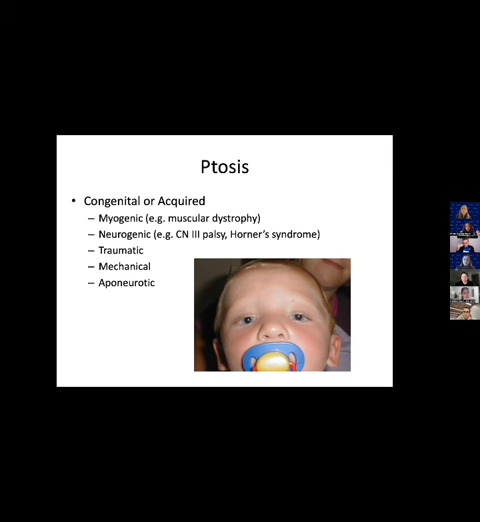 Ptosis
• Congenital or Acquired
– Myogenic (e.g. muscular dystrophy)
– Neurogenic (e.g. CN III palsy, Horner's syndrome)
– Traumatic
– Mechanical
– Aponeurotic